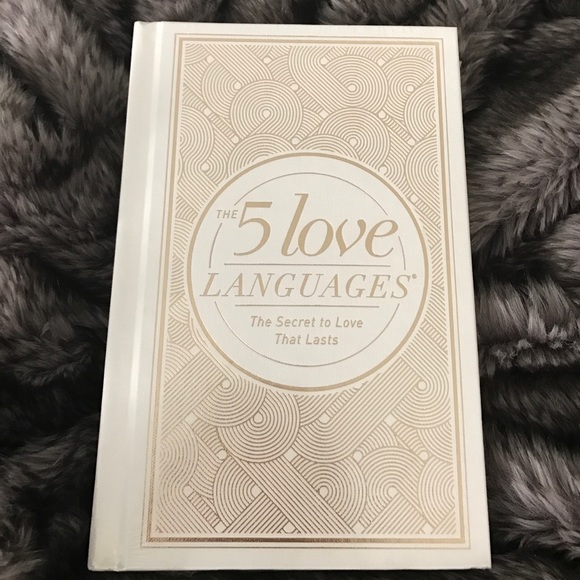 THE 5 love
LANGUAGES®
The Secret to Love
That Lasts